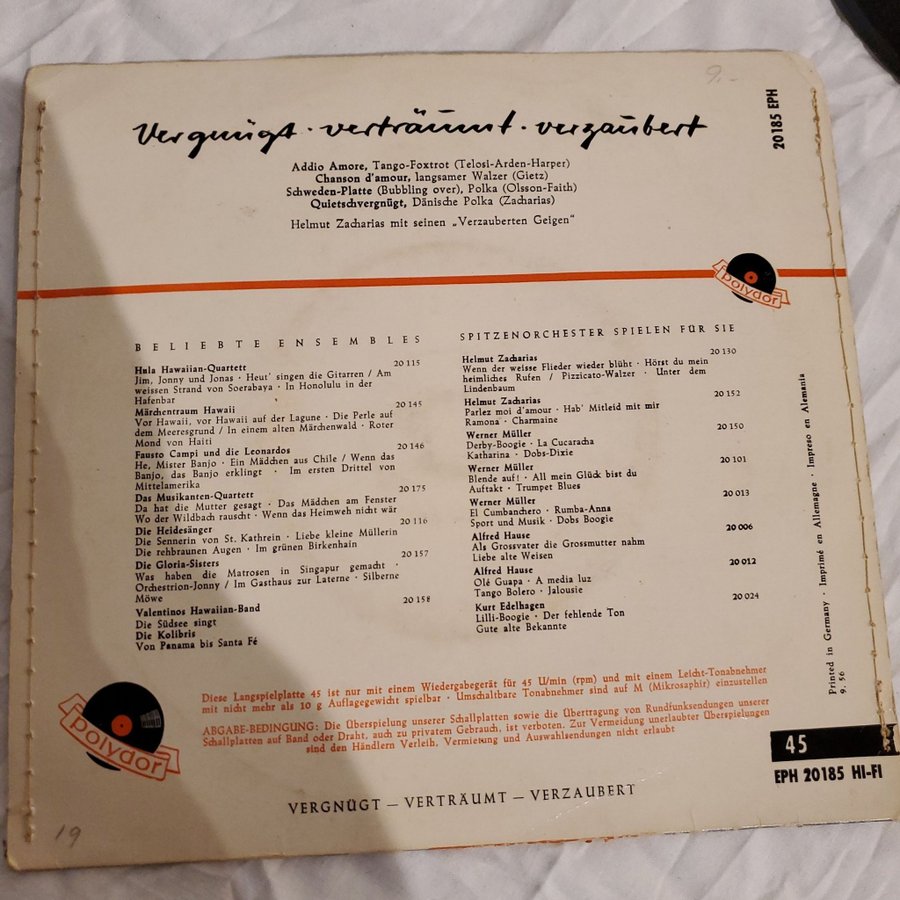 9.-
20185 EPH
Vergnügt · verträumt · verzaubert
Addio Amore, Tango-Foxtrot (Telosi-Arden-Harper)
Chanson d'amour, langsamer Walzer (Gietz)
Schweden-Platte (Bubbling over), Polka (Olsson-Faith)
Quietschvergnügt, Dänische Polka (Zacharias)
Helmut Zacharias mit seinen „Verzauberten Geigen"
polydor
BELIEBTE ENSEMBLES
Hula Hawaiian-Quartett 20 115
Jim, Jonny und Jonas · Heut' singen die Gitarren / Am
weissen Strand von Soerabaya · In Honolulu in der
Hafenbar
Märchentraum Hawaii 20 145
Vor Hawaii, vor Hawaii auf der Lagune · Die Perle auf
dem Meeresgrund / In einem alten Märchenwald · Roter
Mond von Haiti
Fausto Campi und die Leonardos 20 146
He, Mister Banjo · Ein Mädchen aus Chile / Wenn das
Banjo, das Banjo erklingt · Im ersten Drittel von
Mittelamerika
Das Musikanten-Quartett 20 175
Da hat die Mutter gesagt · Das Mädchen am Fenster
Wo der Wildbach rauscht · Wenn das Heimweh nicht wär
Die Heidesänger 20 116
Die Sennerin von St. Kathrein · Liebe kleine Müllerin
Die rehbraunen Augen · Im grünen Birkenhain
Die Gloria-Sisters 20 157
Was haben die Matrosen in Singapur gemacht ·
Orchestrion-Jonny / Im Gasthaus zur Laterne · Silberne
Möwe
Valentinos Hawaiian-Band 20 158
Die Südsee singt
Die Kolibris
Von Panama bis Santa Fé
SPITZENORCHESTER SPIELEN FÜR SIE
Helmut Zacharias 20 130
Wenn der weisse Flieder wieder blüht · Hörst du mein
heimliches Rufen / Pizzicato-Walzer · Unter dem
Lindenbaum
Helmut Zacharias 20 152
Parlez moi d'amour · Hab' Mitleid mit mir
Ramona · Charmaine
Werner Müller 20 150
Derby-Boogie · La Cucaracha
Katharina · Dobs-Dixie
Werner Müller 20 101
Blende auf! · All mein Glück bist du
Auftakt · Trumpet Blues
Werner Müller 20 013
El Cumbanchero · Rumba-Anna
Sport und Musik · Dobs Boogie
Alfred Hause 20 006
Als Grossvater die Grossmutter nahm
Liebe alte Weisen
Alfred Hause 20 012
Olé Guapa · A media luz
Tango Bolero · Jalousie
Kurt Edelhagen 20 024
Lilli-Boogie · Der fehlende Ton
Gute alte Bekannte
Printed in Germany · Imprimé en Allemagne · Impreso en Alemania
9. 56
Diese Langspielplatte 45 ist nur mit einem Wiedergabegerät für 45 U/min (rpm) und mit einem Leicht-Tonabnehmer
mit nicht mehr als 10 g Auflagegewicht spielbar · Umschaltbare Tonabnehmer sind auf M (Mikrosaphir) einzustellen
ABGABE-BEDINGUNG: Die Überspielung unserer Schallplatten sowie die Übertragung von Rundfunksendungen unserer
Schallplatten auf Band oder Draht, auch zu privatem Gebrauch, ist verboten. Zur Vermeidung unerlaubter Überspielungen
sind den Händlern Verleih, Vermietung und Auswahlsendungen nicht erlaubt
polydor
45
EPH 20185 HI-FI
VERGNÜGT – VERTRÄUMT – VERZAUBERT
19